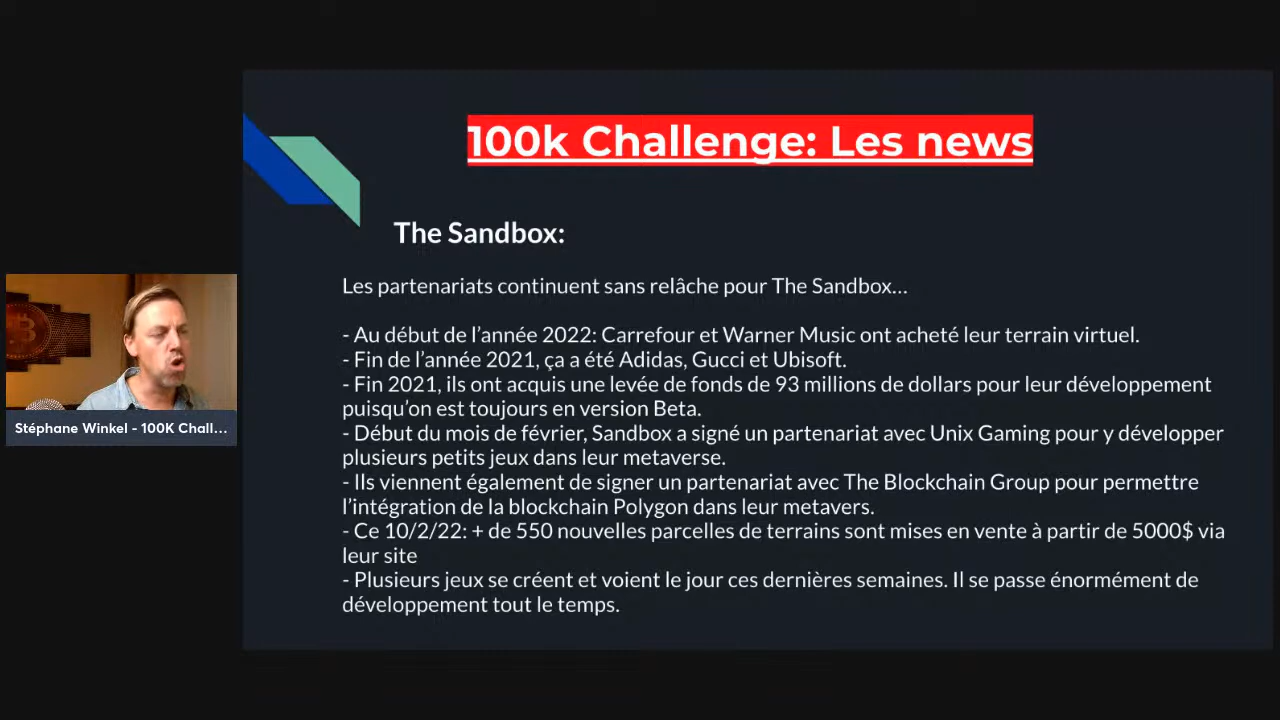 100k Challenge: Les news
The Sandbox:
Les partenariats continuent sans relâche pour The Sandbox...
- Au début de l'année 2022: Carrefour et Warner Music ont acheté leur terrain virtuel.
- Fin de l'année 2021, ça a été Adidas, Gucci et Ubisoft.
- Fin 2021, ils ont acquis une levée de fonds de 93 millions de dollars pour leur développement
puisqu'on est toujours en version Beta.
- Début du mois de février, Sandbox a signé un partenariat avec Unix Gaming pour y développer
plusieurs petits jeux dans leur metaverse.
- Ils viennent également de signer un partenariat avec The Blockchain Group pour permettre
l'intégration de la blockchain Polygon dans leur metavers.
- Ce 10/2/22: + de 550 nouvelles parcelles de terrains sont mises en vente à partir de 5000$ via
leur site
- Plusieurs jeux se créent et voient le jour ces dernières semaines. Il se passe énormément de
développement tout le temps.
Stéphane Winkel - 100K Chall...